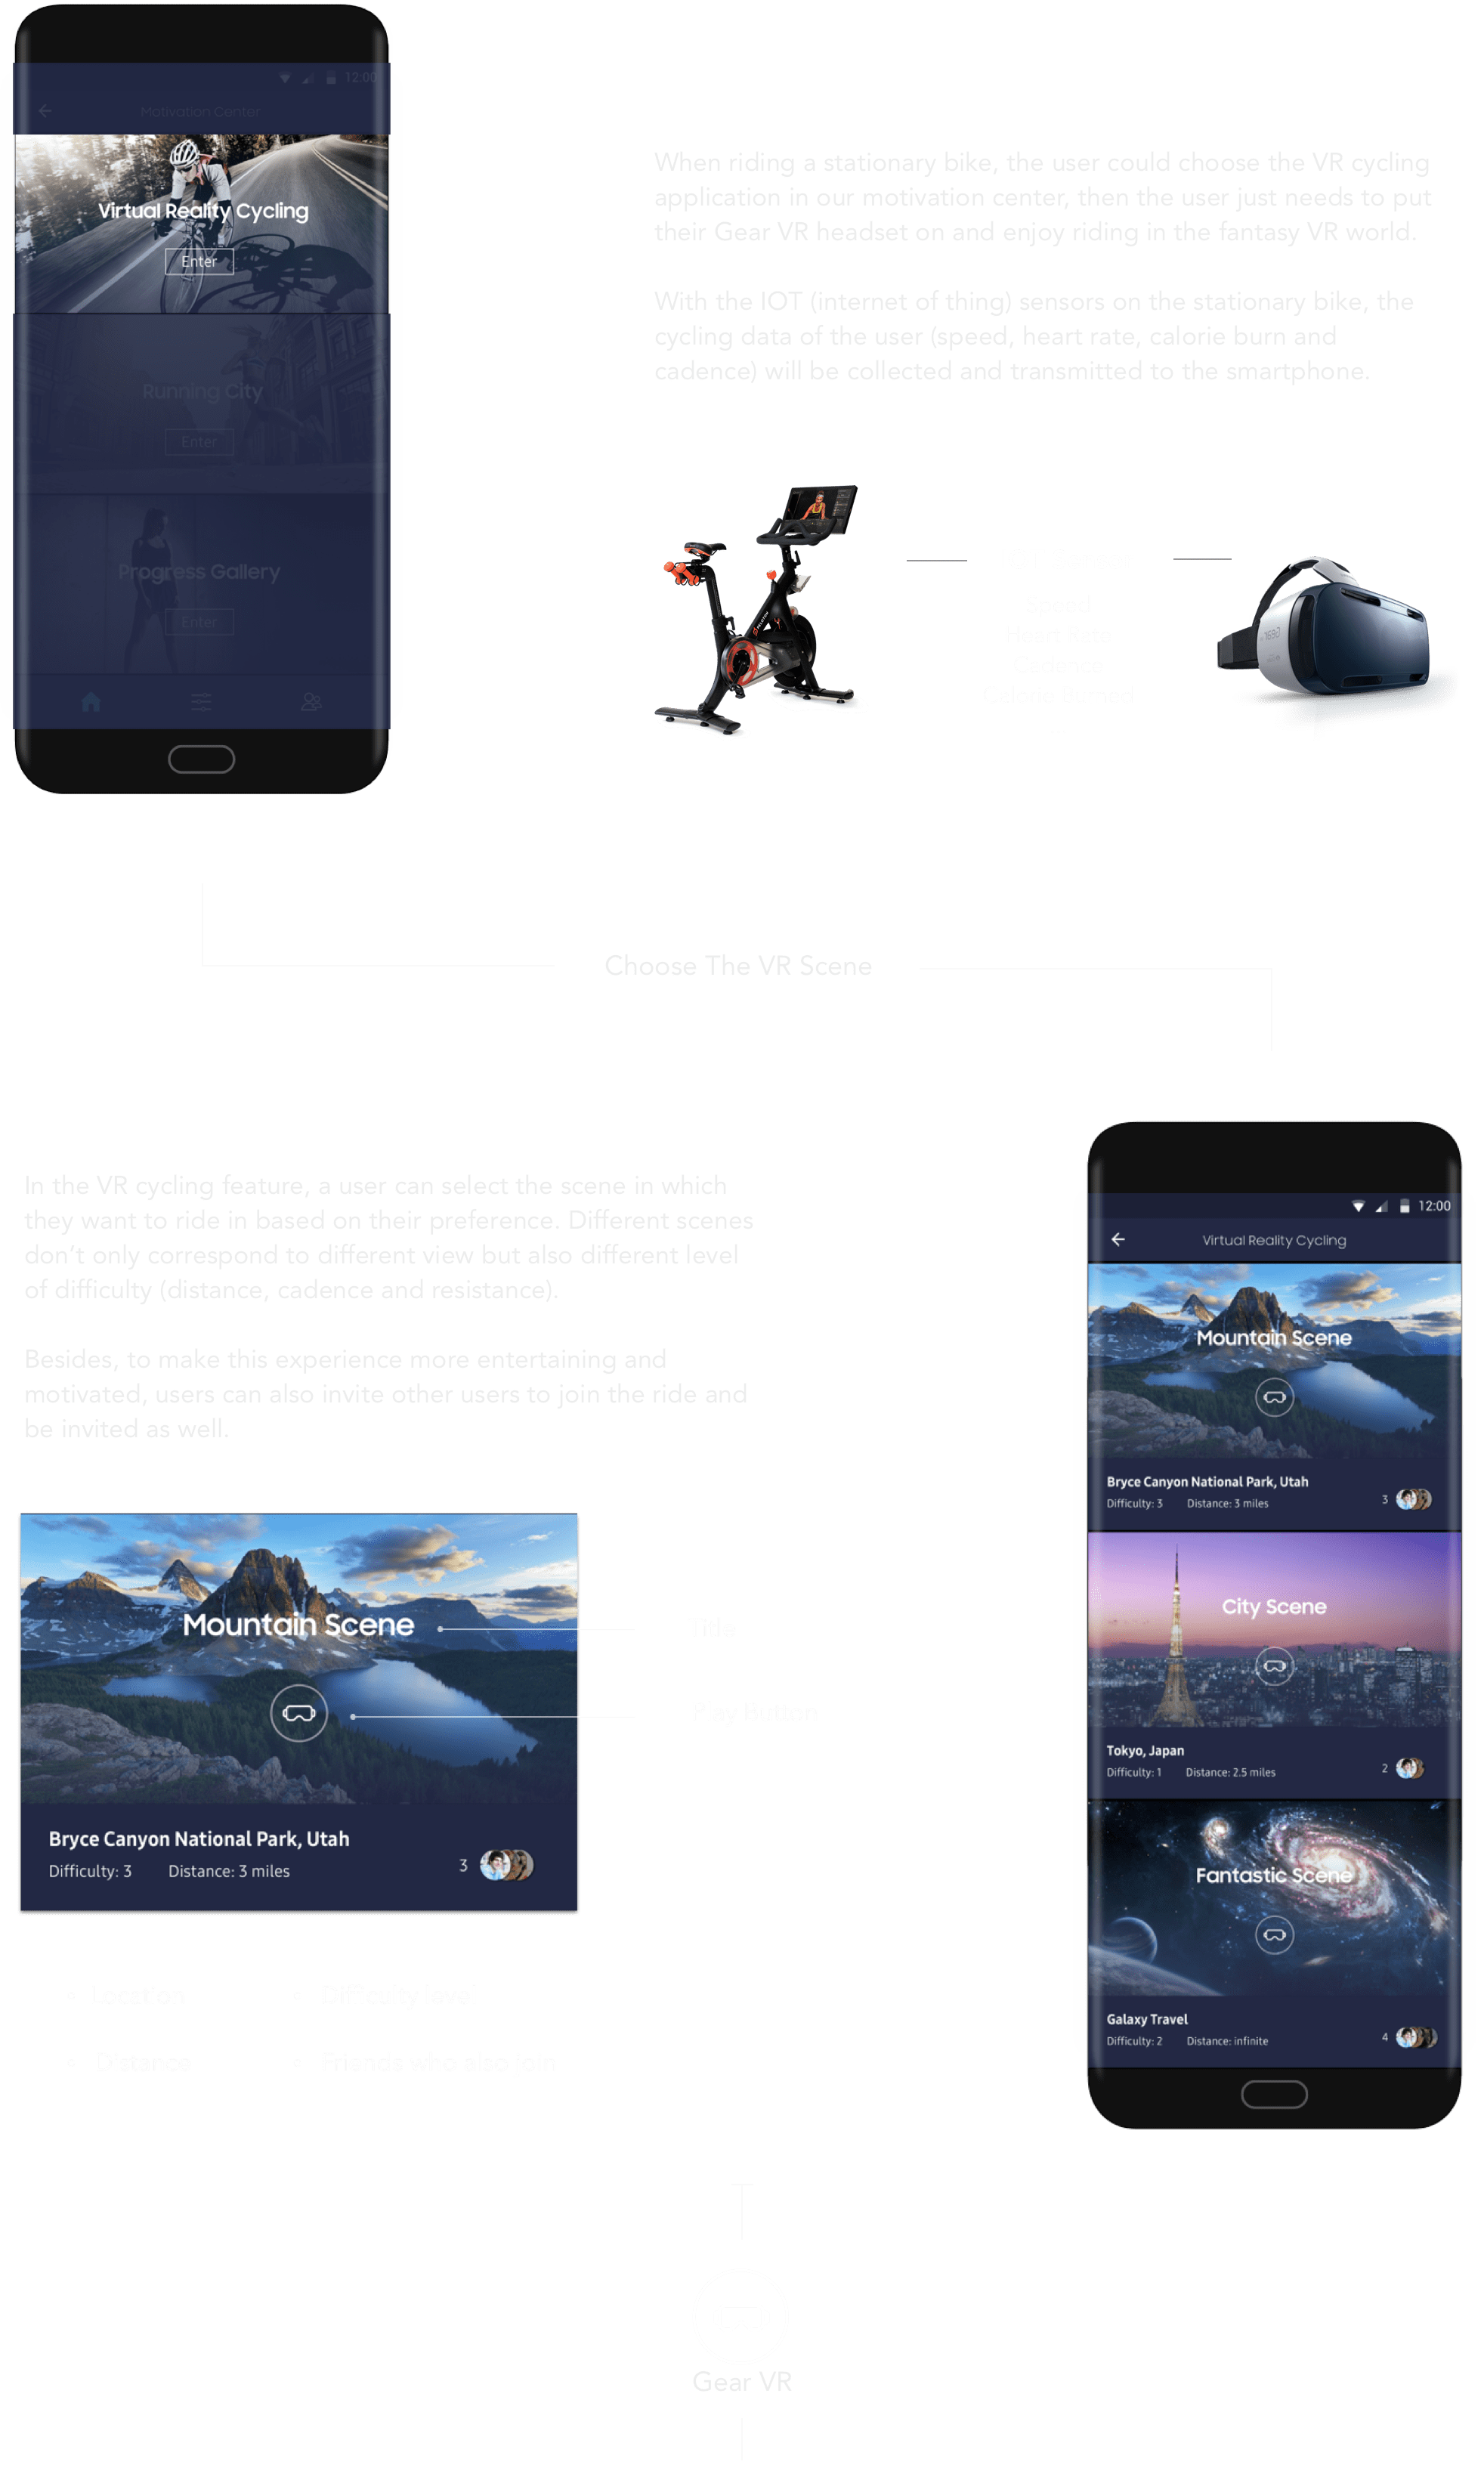 12:00
Motivation Center
Virtual Reality Cycling
Enter
Running City
Enter
Progress Gallery
Enter
When riding a stationary bike, the user could choose the VR cycling
application in our motivation center, then the user just needs to put
their Gear VR headset on and enjoy riding in the fantasy VR world.
With the IOT (internet of thing) sensors on the stationary bike, the
cycling data of the user (speed, heart rate, calorie burn and
cadence) will be collected and transmitted to the smartphone.
Speed
Heart Rate
Calorie Burned
Choose The VR Scene
In the VR cycling feature, a user can select the scene in which
they want to ride in based on their preference. Different scenes
don’t only correspond to different view but also different level
of difficulty (distance, cadence and resistance).
Besides, to make this experience more entertaining and
motivated, users can also invite other users to join the ride and
be invited as well.
Mountain Scene
Bryce Canyon National Park, Utah
Difficulty: 3 Distance: 3 miles
3
Title
Play Button
Location
Difficulty level
Distance
Friends who also join
12:00
Virtual Reality Cycling
Mountain Scene
Bryce Canyon National Park, Utah
Difficulty: 3 Distance: 3 miles
3
City Scene
Tokyo, Japan
Difficulty: 1 Distance: 2.5 miles
2
Fantastic Scene
Galaxy Travel
Difficulty: 2 Distance: infinite
4
Gear VR